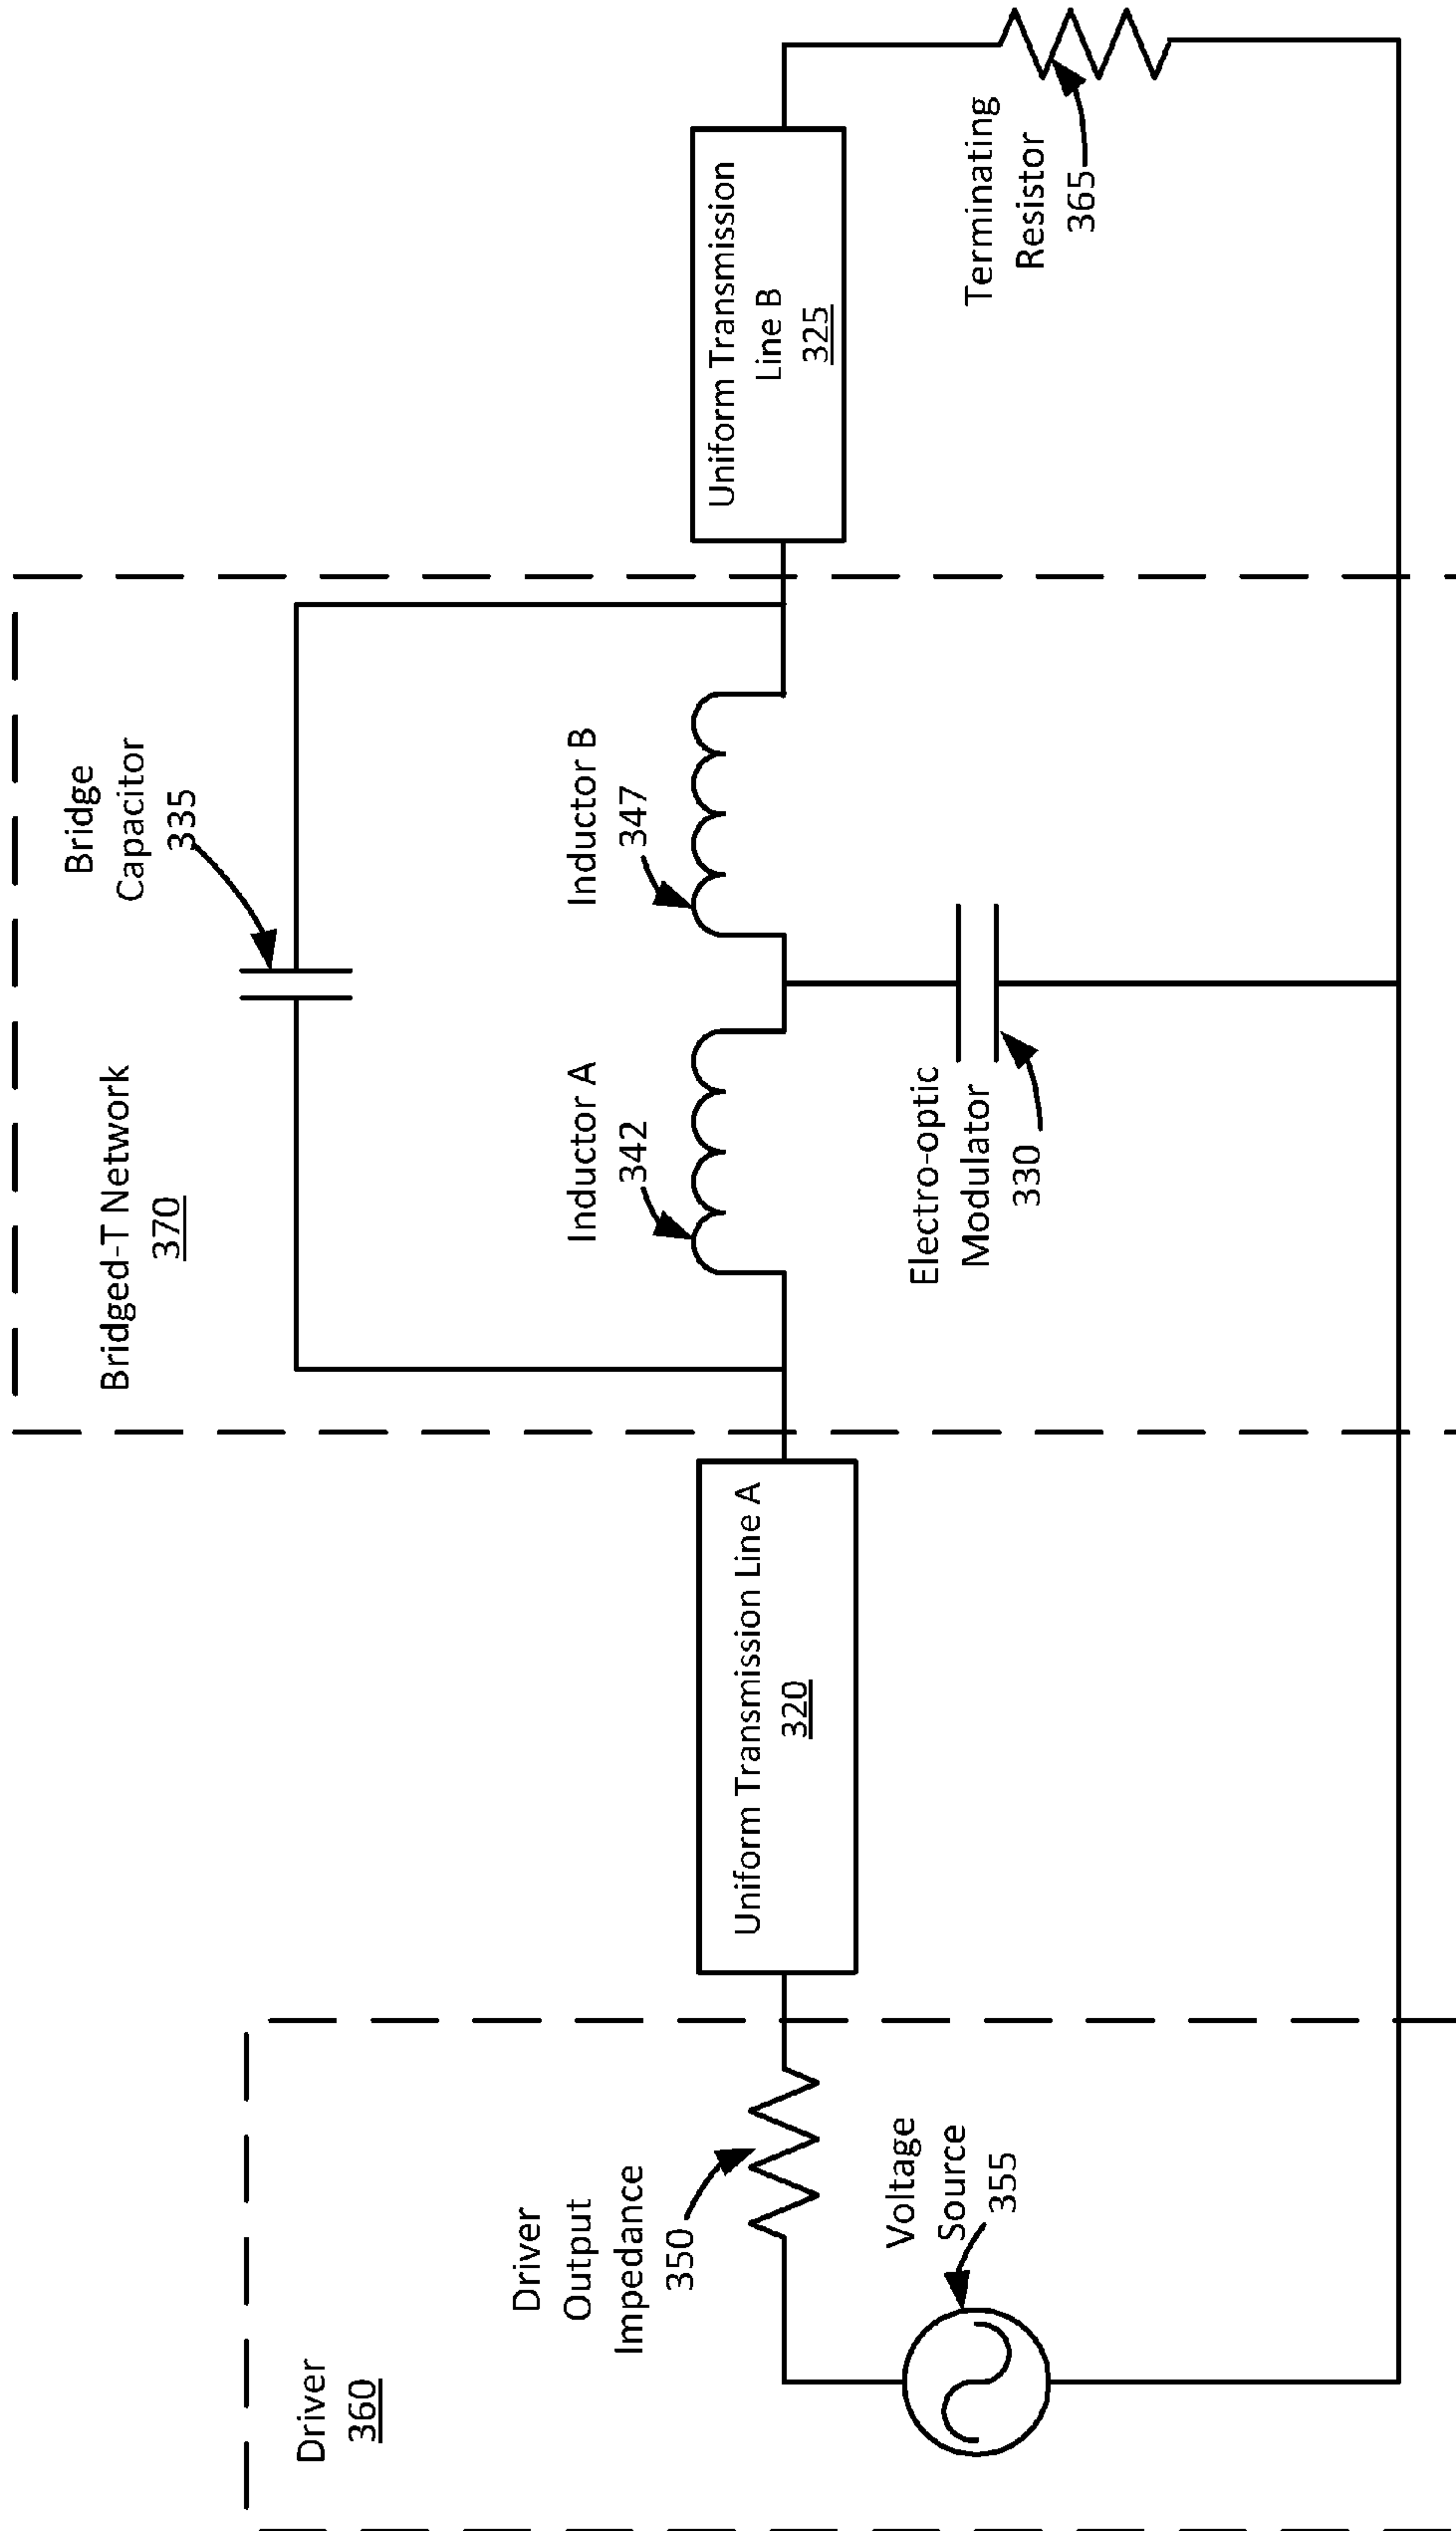 Driver
360
Driver
Output
Impedance
350
Voltage
Source
355
Uniform Transmission Line A
320
Bridged-T Network
370
Bridge
Capacitor
335
Inductor A
342
Inductor B
347
Electro-optic
Modulator
330
Uniform Transmission
Line B
325
Terminating
Resistor
365